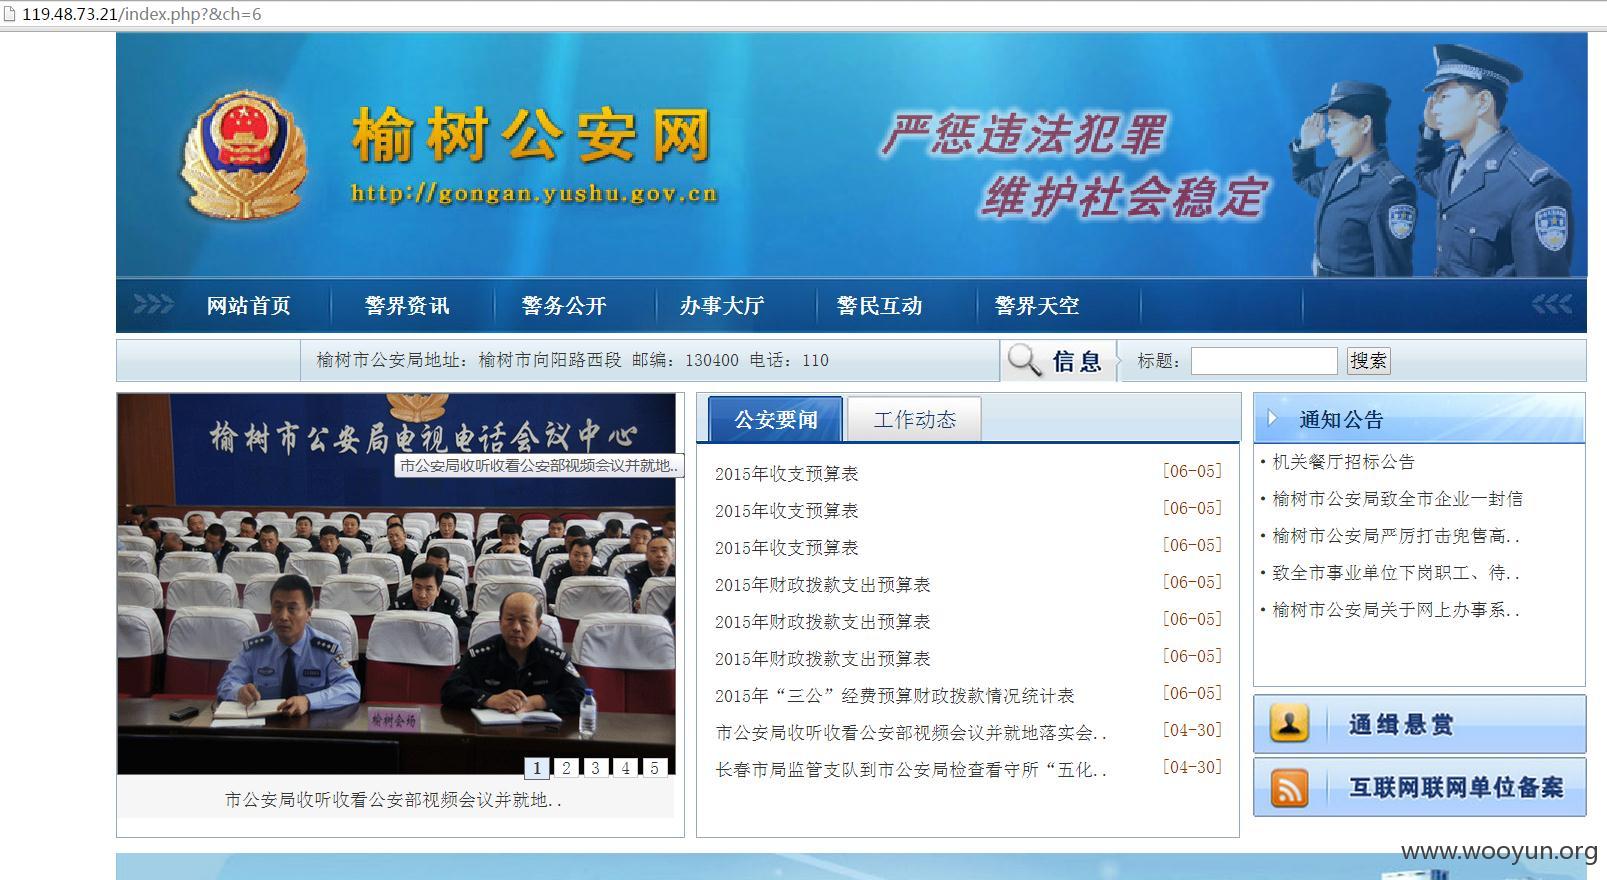 119.48.73.21/index.php?&ch=6
榆树公安网
http://gongan.yushu.gov.cn
严惩违法犯罪
维护社会稳定
网站首页
警界资讯
警务公开
办事大厅
警民互动
警界天空
榆树市公安局地址：榆树市向阳路西段 邮编：130400 电话：110
信息
标题：
搜索
榆树市公安局电视电话会议中心
市公安局收听收看公安部视频会议并就地..
榆树会场
1 2 3 4 5
市公安局收听收看公安部视频会议并就地..
公安要闻
工作动态
2015年收支预算表 [06-05]
2015年收支预算表 [06-05]
2015年收支预算表 [06-05]
2015年财政拨款支出预算表 [06-05]
2015年财政拨款支出预算表 [06-05]
2015年财政拨款支出预算表 [06-05]
2015年“三公”经费预算财政拨款情况统计表 [06-05]
市公安局收听收看公安部视频会议并就地落实会.. [04-30]
长春市局监管支队到市公安局检查看守所“五化.. [04-30]
通知公告
· 机关餐厅招标公告
· 榆树市公安局致全市企业一封信
· 榆树市公安局严厉打击兜售高..
· 致全市事业单位下岗职工、待..
· 榆树市公安局关于网上办事系..
通缉悬赏
互联网联网单位备案
www.wooyun.org